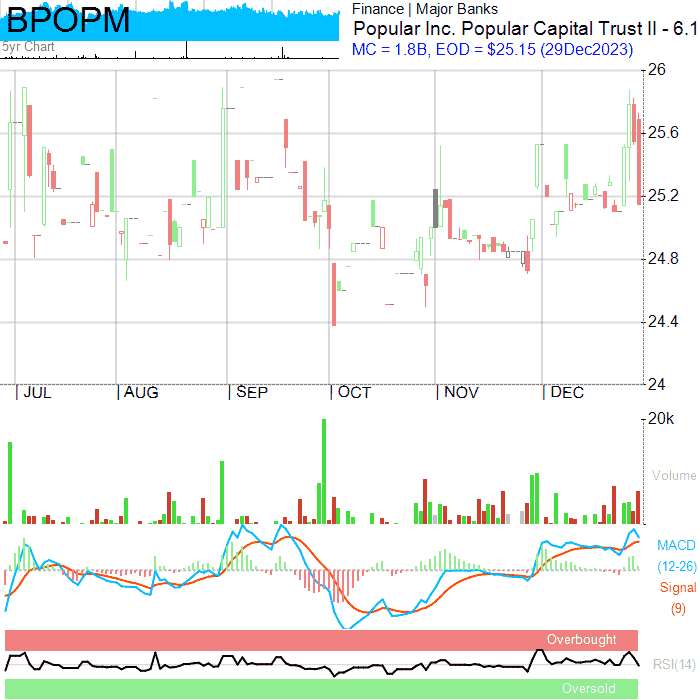 BPOPM
5yr Chart
Finance | Major Banks
Popular Inc. Popular Capital Trust II - 6.1
MC = 1.8B, EOD = $25.15 (29Dec2023)
26
25.6
25.2
24.8
24.4
24
| JUL | AUG | SEP | OCT | NOV | DEC
20k
Volume
MACD
(12-26)
Signal
(9)
Overbought
RSI(14)
Oversold